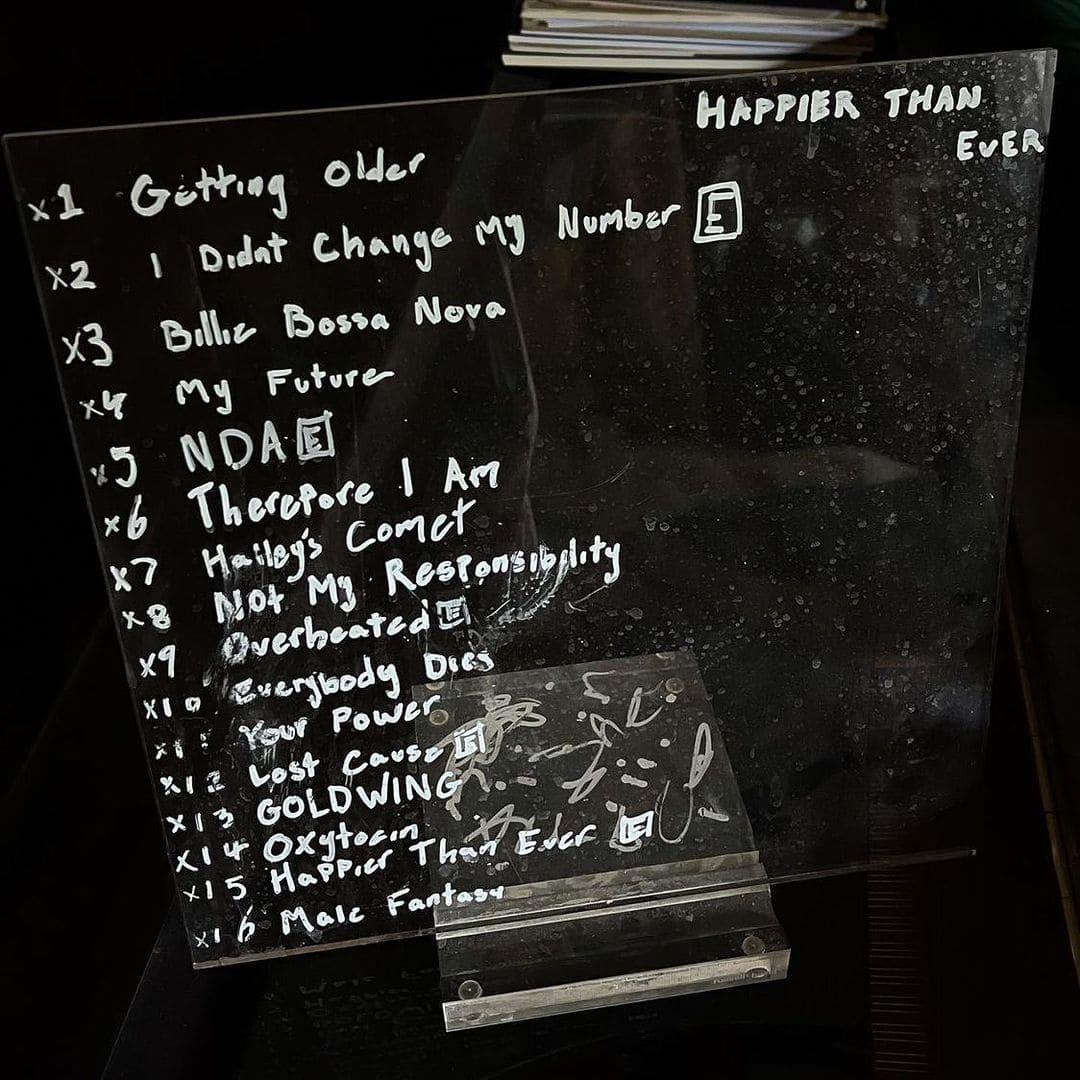 HAPPIER THAN
EVER
x1 Getting Older
x2 I Didnt Change My Number E
x3 Billie Bossa Nova
x4 My Future
x5 NDA E
x6 Therefore I Am
x7 Hailey's Comet
x8 Not My Responsibility
x9 Overheated E
x10 Everybody Dies
x11 Your Power
x12 Lost Cause E
x13 GOLDWING
x14 Oxytocin
x15 Happier Than Ever E
x16 Male Fantasy